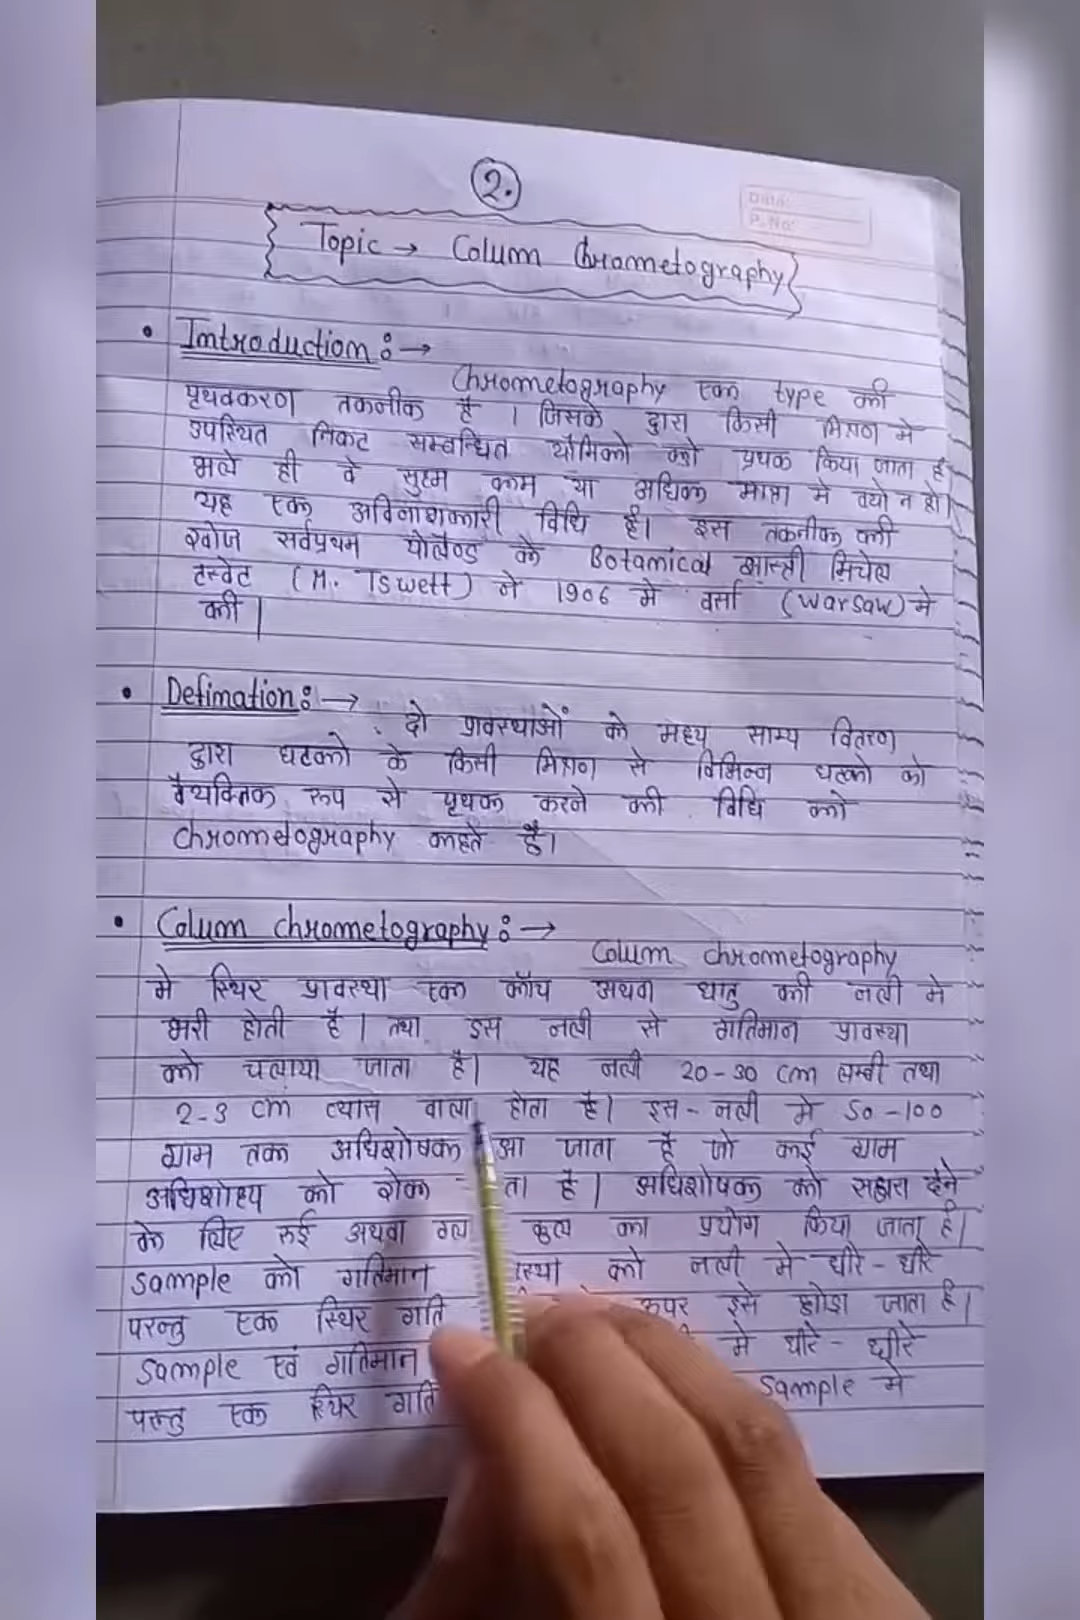 2.
Date:
P. No:
Topic → Colum Chrometography
• Introduction :→
Chrometography एक type की
पृथक्करण तकनीक है । जिसके द्वारा किसी मिश्रण मे
उपस्थित निकट सम्बन्धित यौगिको को प्रथक किया जाता है
भले ही वे सुक्ष्म कम या अधिक मात्रा मे क्यो न हो।
यह एक अविनाशकारी विधि है। इस तकनीक की
खोज सर्वप्रथम पोलैण्ड के Botanical शास्त्री मिचेल
टस्वेट (M. Tswett) ने 1906 मे वर्सा (Warsaw) मे
की |
• Defination :→
दो प्रावस्थाओं के मध्य साम्य वितरण
द्वारा घटको के किसी मिश्रण से विभिन्न घटको को
वैयक्तिक रूप से पृथक करने की विधि को
Chrometography कहते है।
• Colum chrometography :→
Colum chrometography
मे स्थिर प्रावस्था एक काँच अथवा धातु की नली मे
भरी होती है । तथा इस नली से गतिमान प्रावस्था
को चलाया जाता है। यह नली 20-30 cm लम्बी तथा
2-3 cm व्यास वाला होता है। इस-नली मे 50-100
ग्राम तक अधिशोषक आ जाता है जो कई ग्राम
अधिशोष्य को रोक ता है । अधिशोषक को सहारा देने
के लिए रुई अथवा कुल का प्रयोग किया जाता है।
Sample को गतिमान स्था को नली मे धीरे-धीरे
परन्तु एक स्थिर गति ऊपर इसे छोडा जाता है।
Sample एवं गतिमान मे धीरे-धीरे
परन्तु एक स्थिर गति Sample मे